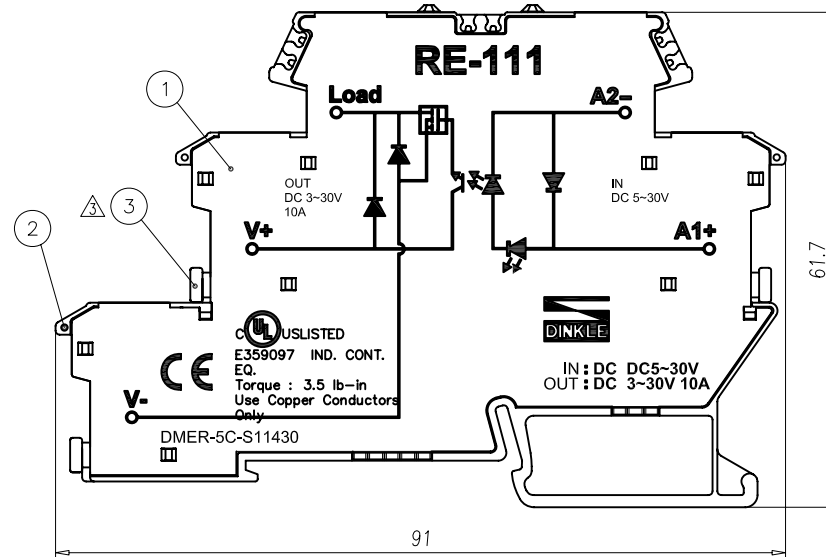 RE-111
Load
A2–
1
OUT
DC 3~30V
10A
IN
DC 5~30V
3
3
2
V+
A1+
61.7
C UL US LISTED
E359097 IND. CONT.
EQ.
Torque : 3.5 lb–in
Use Copper Conductors
Only
CE
DINKLE
IN : DC DC5~30V
OUT : DC 3~30V 10A
V-
DMER-5C-S11430
91